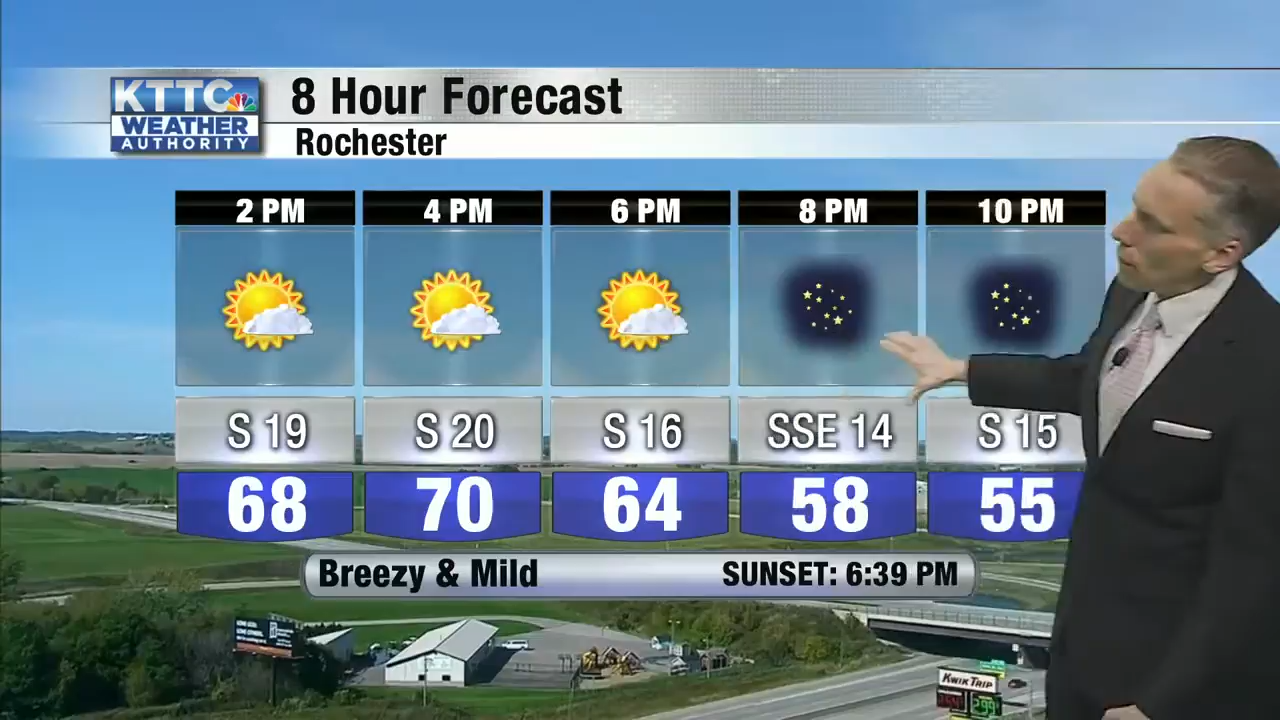 KTTC
WEATHER
AUTHORITY
8 Hour Forecast
Rochester
2 PM 4 PM 6 PM 8 PM 10 PM
S 19 S 20 S 16 SSE 14 S 15
68 70 64 58 55
Breezy & Mild SUNSET: 6:39 PM
KWIK TRIP